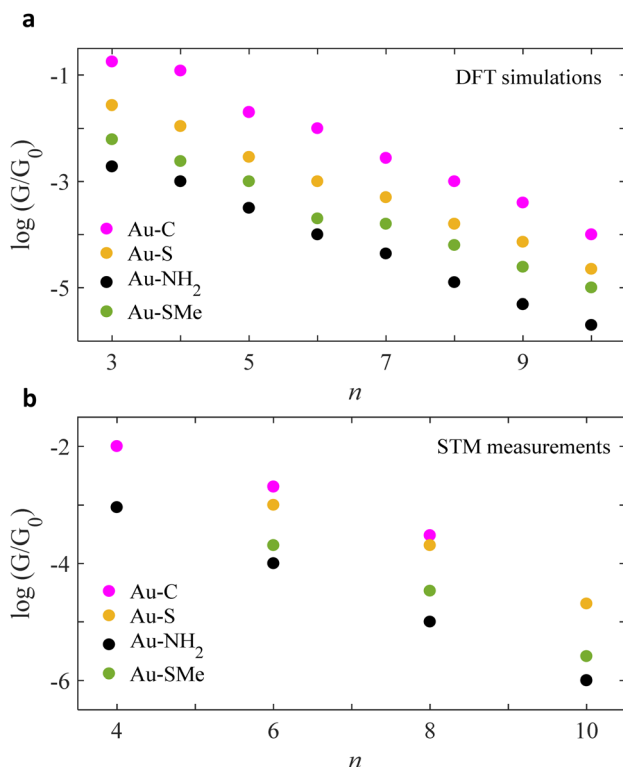 a
DFT simulations
-1
-3
-5
log (G/G₀)
Au-C
Au-S
Au-NH₂
Au-SMe
3
5
7
9
n
b
STM measurements
-2
-4
-6
log (G/G₀)
Au-C
Au-S
Au-NH₂
Au-SMe
4
6
8
10
n